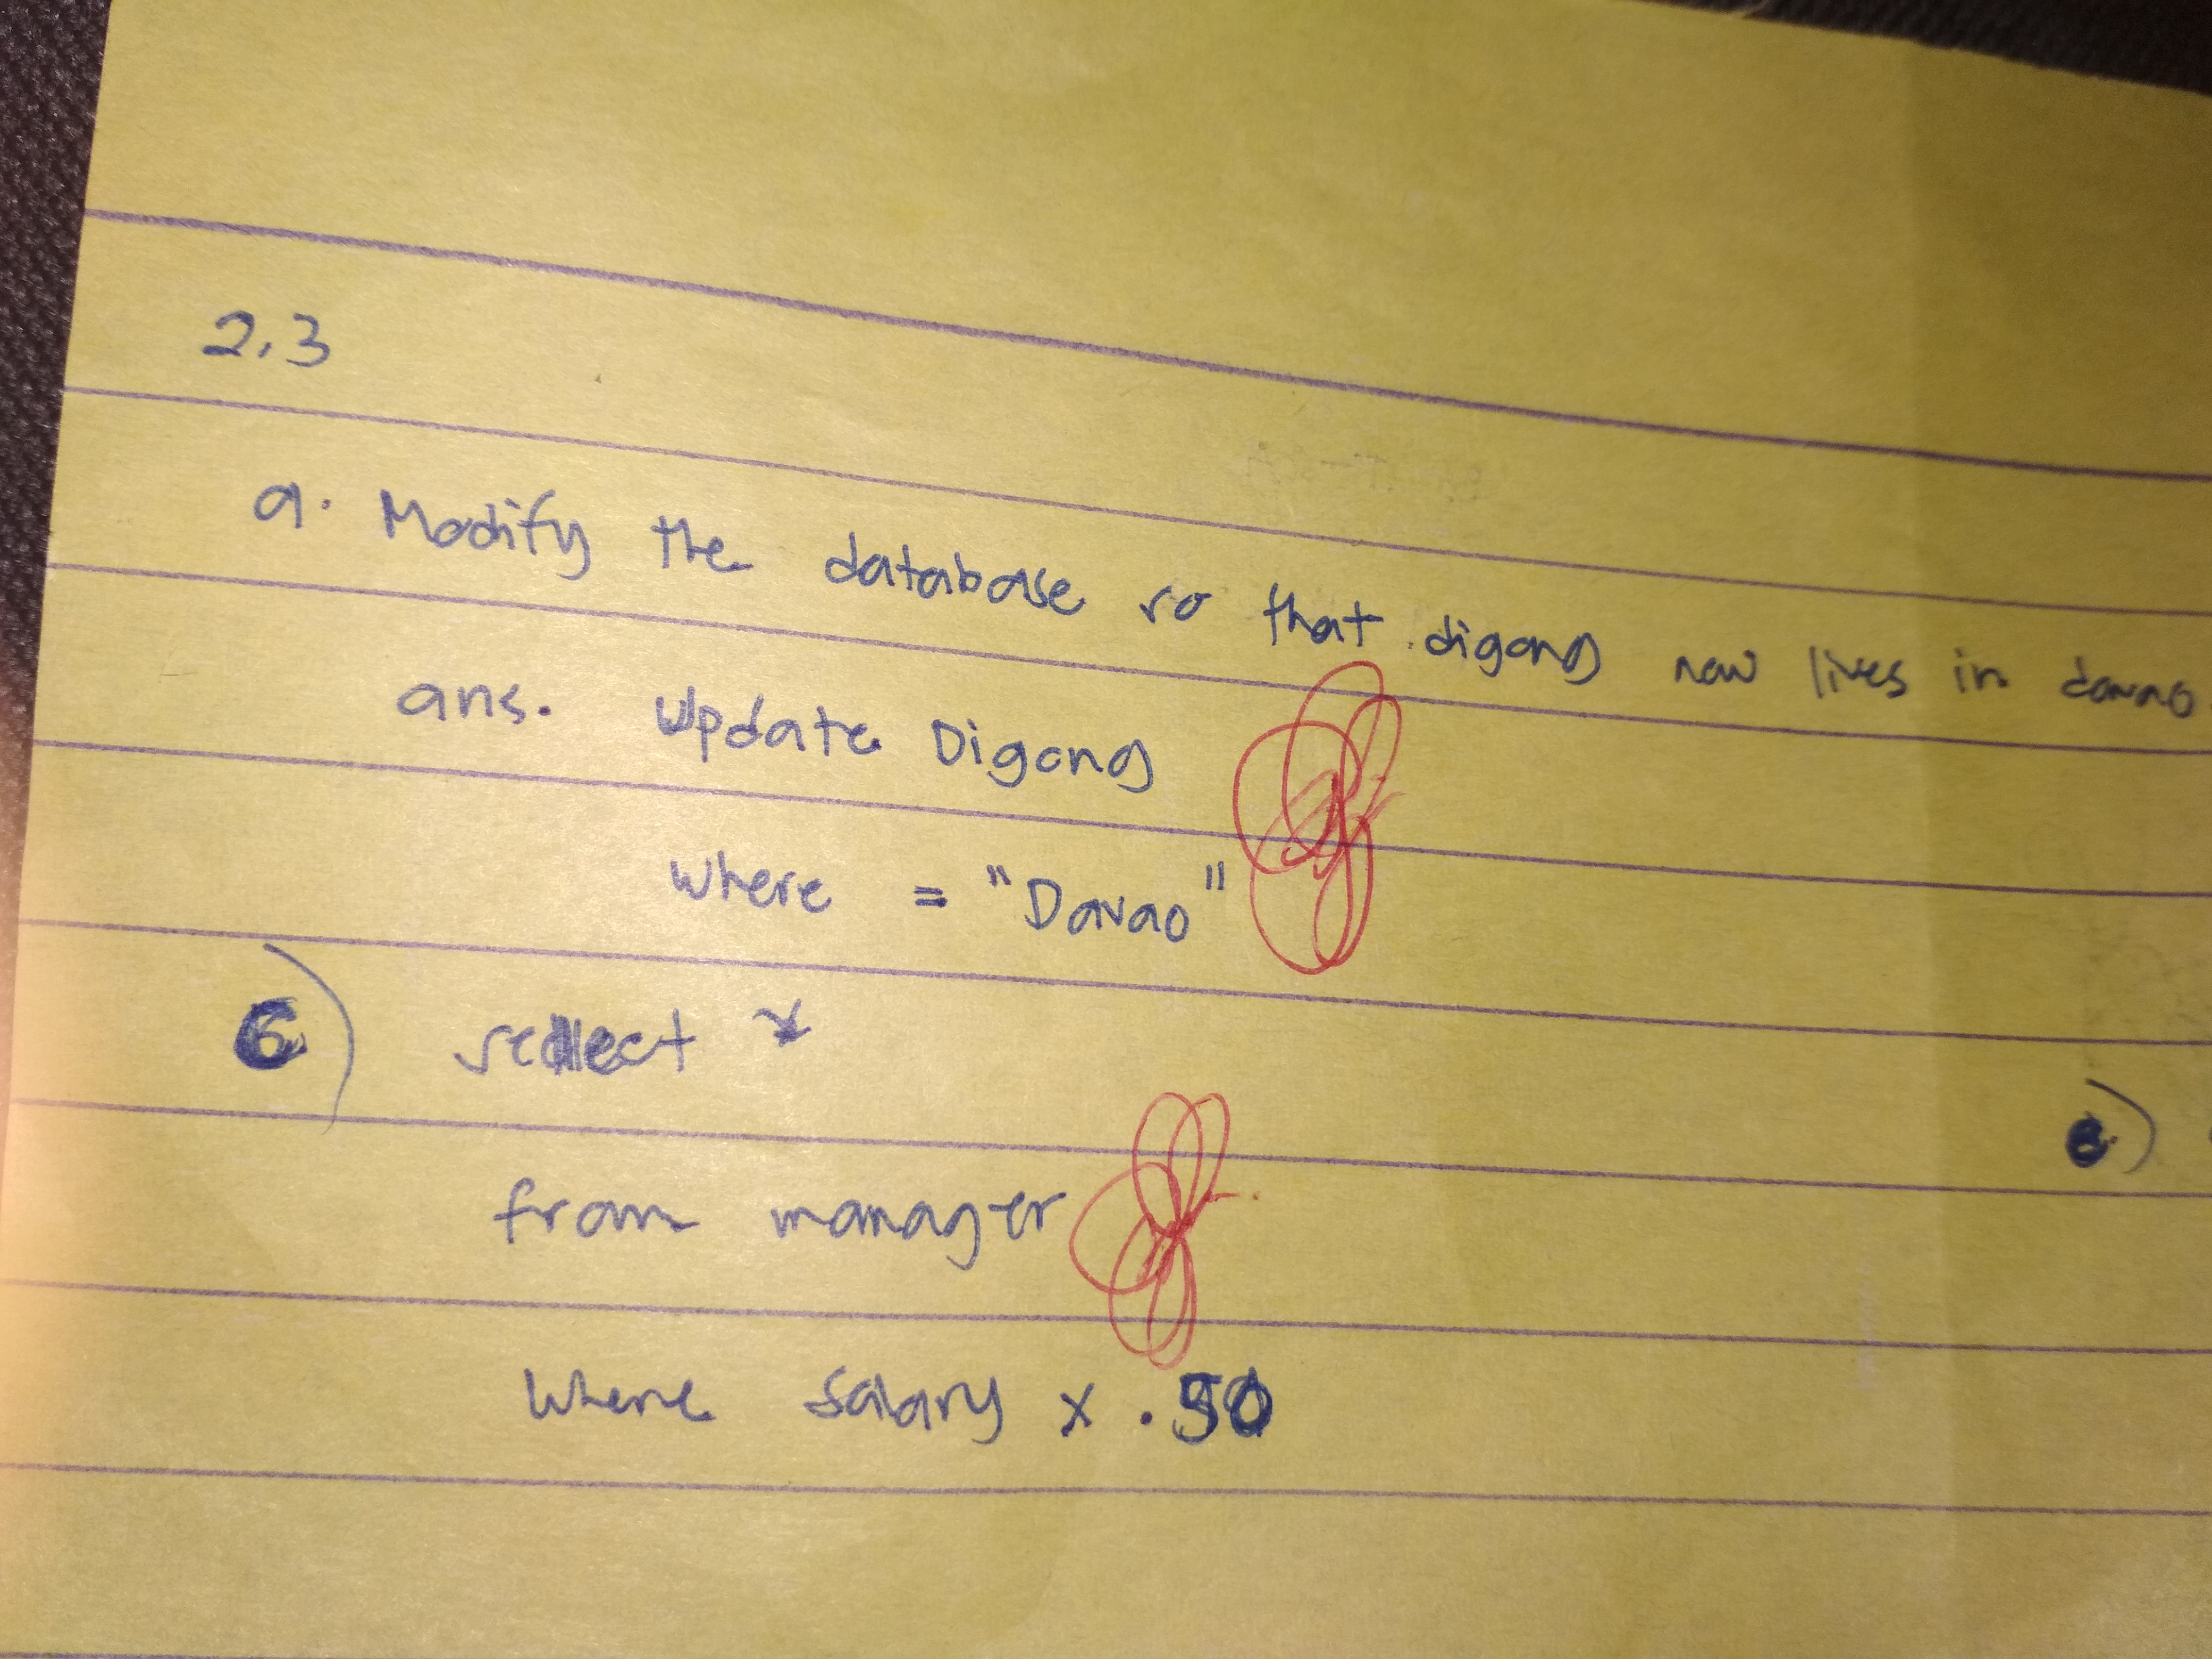 2.3
a. Modify the database so that digong now lives in davao.
ans. Update Digong
where = "Davao"
c) select *
from manager
where salary x .50
e)